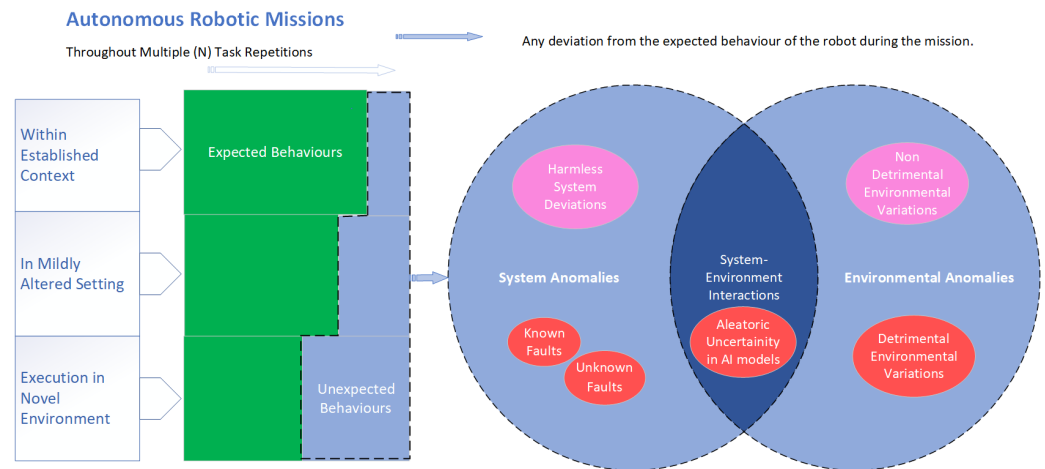 Autonomous Robotic Missions
Throughout Multiple (N) Task Repetitions
Any deviation from the expected behaviour of the robot during the mission.
Within
Established
Context
In Mildly
Altered Setting
Execution in
Novel
Environment
Expected Behaviours
Unexpected
Behaviours
Harmless
System
Deviations
System Anomalies
Known
Faults
Unknown
Faults
System-
Environment
Interactions
Aleatoric
Uncertainity
in AI models
Non
Detrimental
Environmental
Variations
Environmental Anomalies
Detrimental
Environmental
Variations